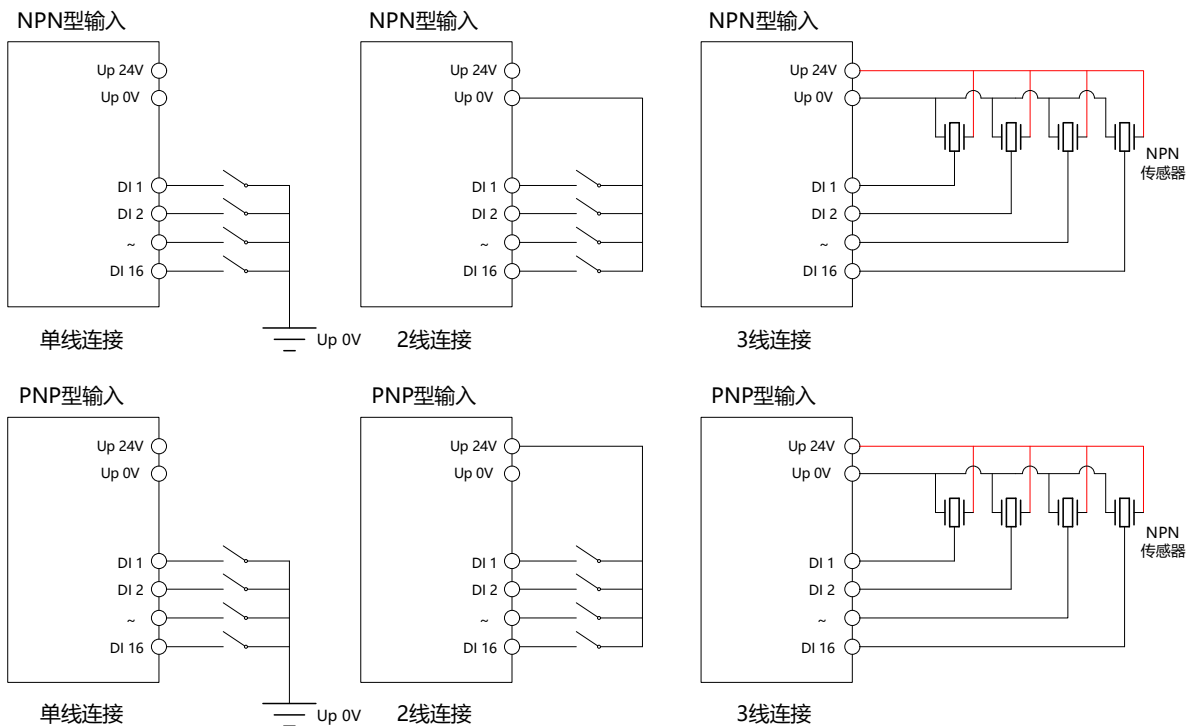 NPN型输入
Up 24V
Up 0V
DI 1
DI 2
~
DI 16
单线连接
Up 0V
NPN型输入
Up 24V
Up 0V
DI 1
DI 2
~
DI 16
2线连接
NPN型输入
Up 24V
Up 0V
DI 1
DI 2
~
DI 16
NPN
传感器
3线连接
PNP型输入
Up 24V
Up 0V
DI 1
DI 2
~
DI 16
单线连接
Up 0V
PNP型输入
Up 24V
Up 0V
DI 1
DI 2
~
DI 16
2线连接
PNP型输入
Up 24V
Up 0V
DI 1
DI 2
~
DI 16
NPN
传感器
3线连接